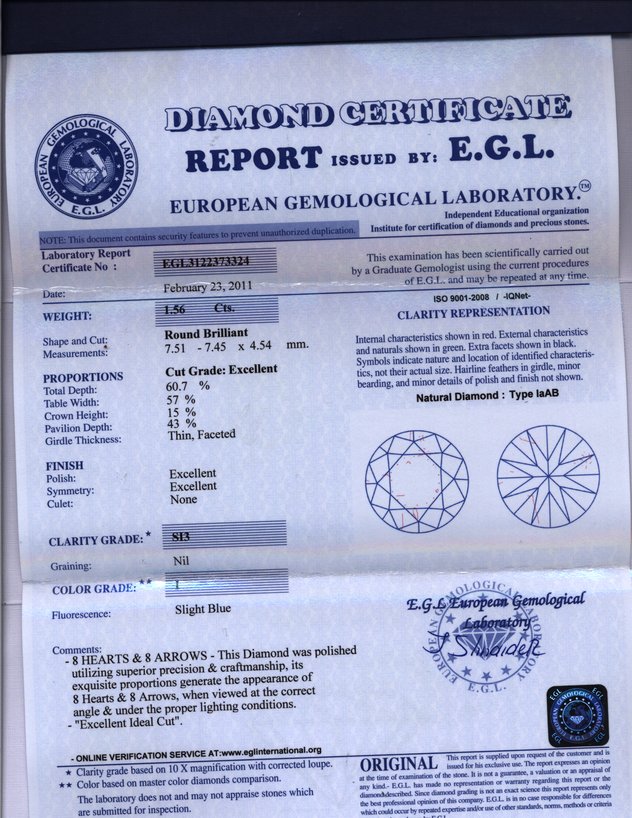 DIAMOND CERTIFICATE
REPORT ISSUED BY: E.G.L.
EUROPEAN GEMOLOGICAL LABORATORY.™
EUROPEAN GEMOLOGICAL LABORATORY
E.G.L.
Independent Educational organization
Institute for certification of diamonds and precious stones.
NOTE: This document contains security features to prevent unauthorized duplication.
Laboratory Report
Certificate No : EGL3122373324
Date: February 23, 2011
WEIGHT: 1.56 Cts.
Shape and Cut: Round Brilliant
Measurements: 7.51 - 7.45 x 4.54 mm.
PROPORTIONS Cut Grade: Excellent
Total Depth: 60.7 %
Table Width: 57 %
Crown Height: 15 %
Pavilion Depth: 43 %
Girdle Thickness: Thin, Faceted
FINISH
Polish: Excellent
Symmetry: Excellent
Culet: None
CLARITY GRADE:* SI3
Graining: Nil
COLOR GRADE:** I
Fluorescence: Slight Blue
Comments:
- 8 HEARTS & 8 ARROWS - This Diamond was polished
utilizing superior precision & craftmanship, its
exquisite proportions generate the appearance of
8 Hearts & 8 Arrows, when viewed at the correct
angle & under the proper lighting conditions.
- "Excellent Ideal Cut".
- ONLINE VERIFICATION SERVICE AT:www.eglinternational.org
* Clarity grade based on 10 X magnification with corrected loupe.
** Color based on master color diamonds comparison.
The laboratory does not and may not appraise stones which
are submitted for inspection.
This examination has been scientifically carried out
by a Graduate Gemologist using the current procedures
of E.G.L. and may be repeated at any time.
ISO 9001-2008 / -IQNet-
CLARITY REPRESENTATION
Internal characteristics shown in red. External characteristics
and naturals shown in green. Extra facets shown in black.
Symbols indicate nature and location of identified characteris-
tics, not their actual size. Hairline feathers in girdle, minor
bearding, and minor details of polish and finish not shown.
Natural Diamond : Type IaAB
E.G.L European Gemological
Laboratory
EUROPEAN GEMOLOGICAL
E.G.L.
EGL
EGL
ORIGINAL
This report is supplied upon request of the customer and is
issued for his exclusive use. The report expresses an opinion
at the time of examination of the stone. It is not a guarantee, a valuation or an appraisal of
any kind.- E.G.L. has made no representation or warranty regarding this report or the
diamond described. Since diamond grading is not an exact science this report represents only
the best professional opinion of this company. E.G.L. is in no case responsible for differences
which could occur by repeated expertise and/or use of other standards, norms, methods or criteria